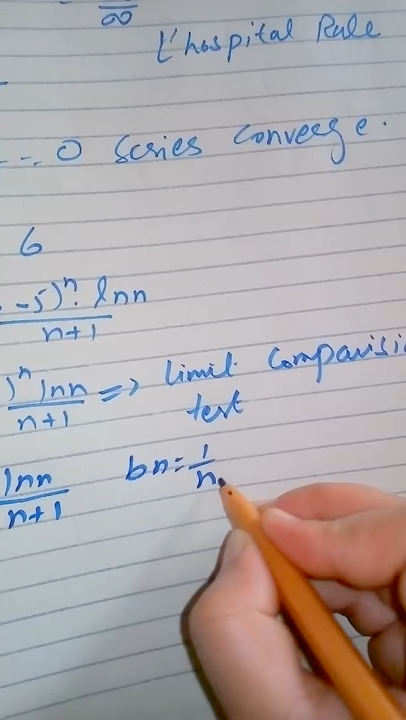 ∞
L'hospital Rule
... 0 Series Converge.
6
-5)^n. lnn
n+1
)^n lnn => limit Comparisi
n+1 test
lnn bn = 1/n
n+1